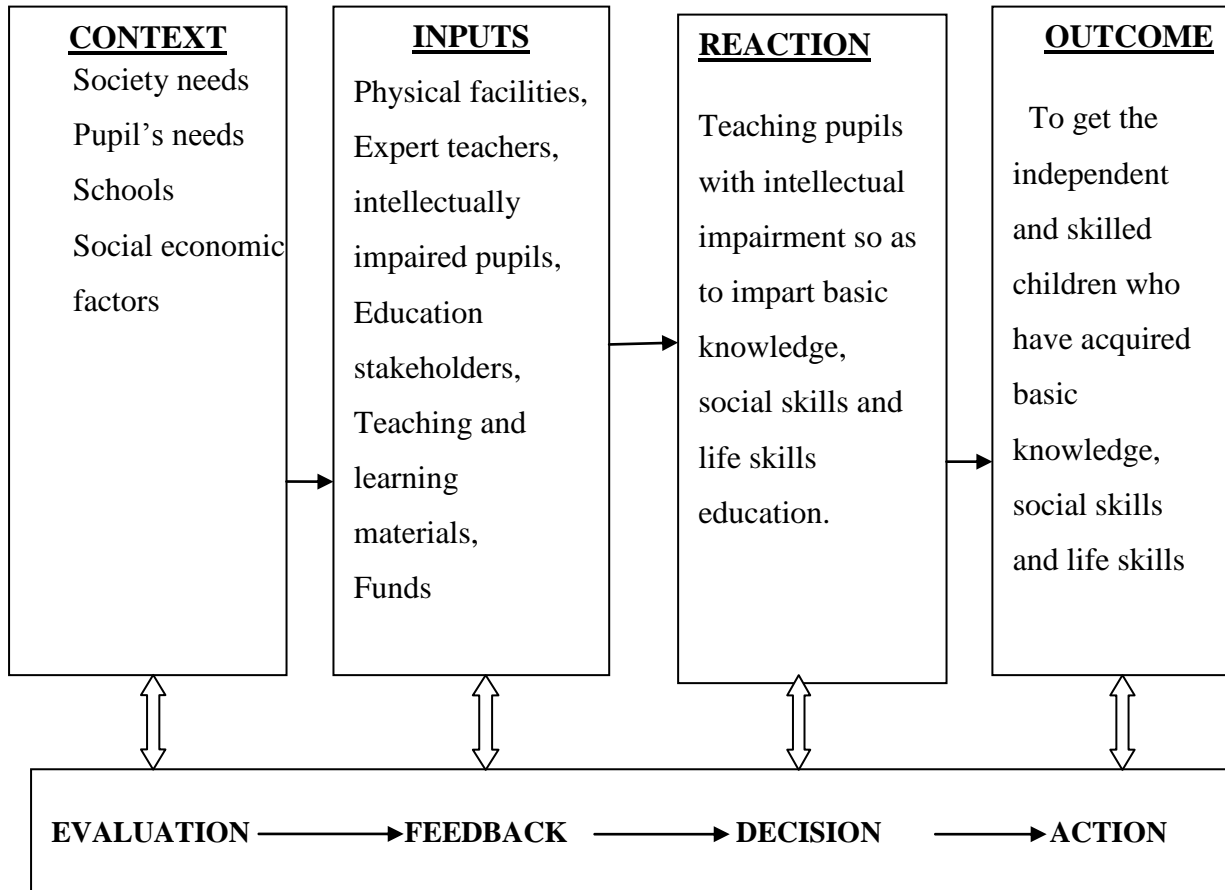 CONTEXT
Society needs
Pupil’s needs
Schools
Social economic
factors
INPUTS
Physical facilities,
Expert teachers,
intellectually
impaired pupils,
Education
stakeholders,
Teaching and
learning
materials,
Funds
REACTION
Teaching pupils
with intellectual
impairment so as
to impart basic
knowledge,
social skills and
life skills
education.
OUTCOME
To get the
independent
and skilled
children who
have acquired
basic
knowledge,
social skills
and life skills
EVALUATION FEEDBACK DECISION ACTION